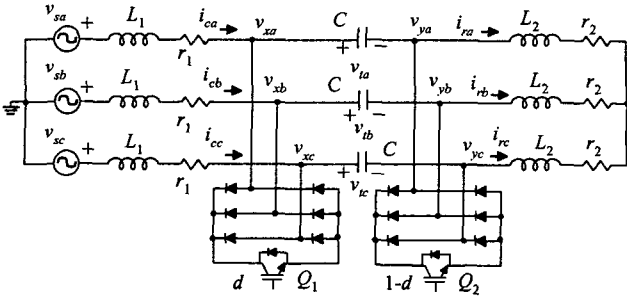 v_sa + L_1 r_1 i_ca v_xa C + − v_ta v_ya i_ra L_2 r_2
v_sb + L_1 r_1 i_cb v_xb C + − v_tb v_yb i_rb L_2 r_2
v_sc + L_1 r_1 i_cc v_xc C + − v_tc v_yc i_rc L_2 r_2
d Q_1 1-d Q_2